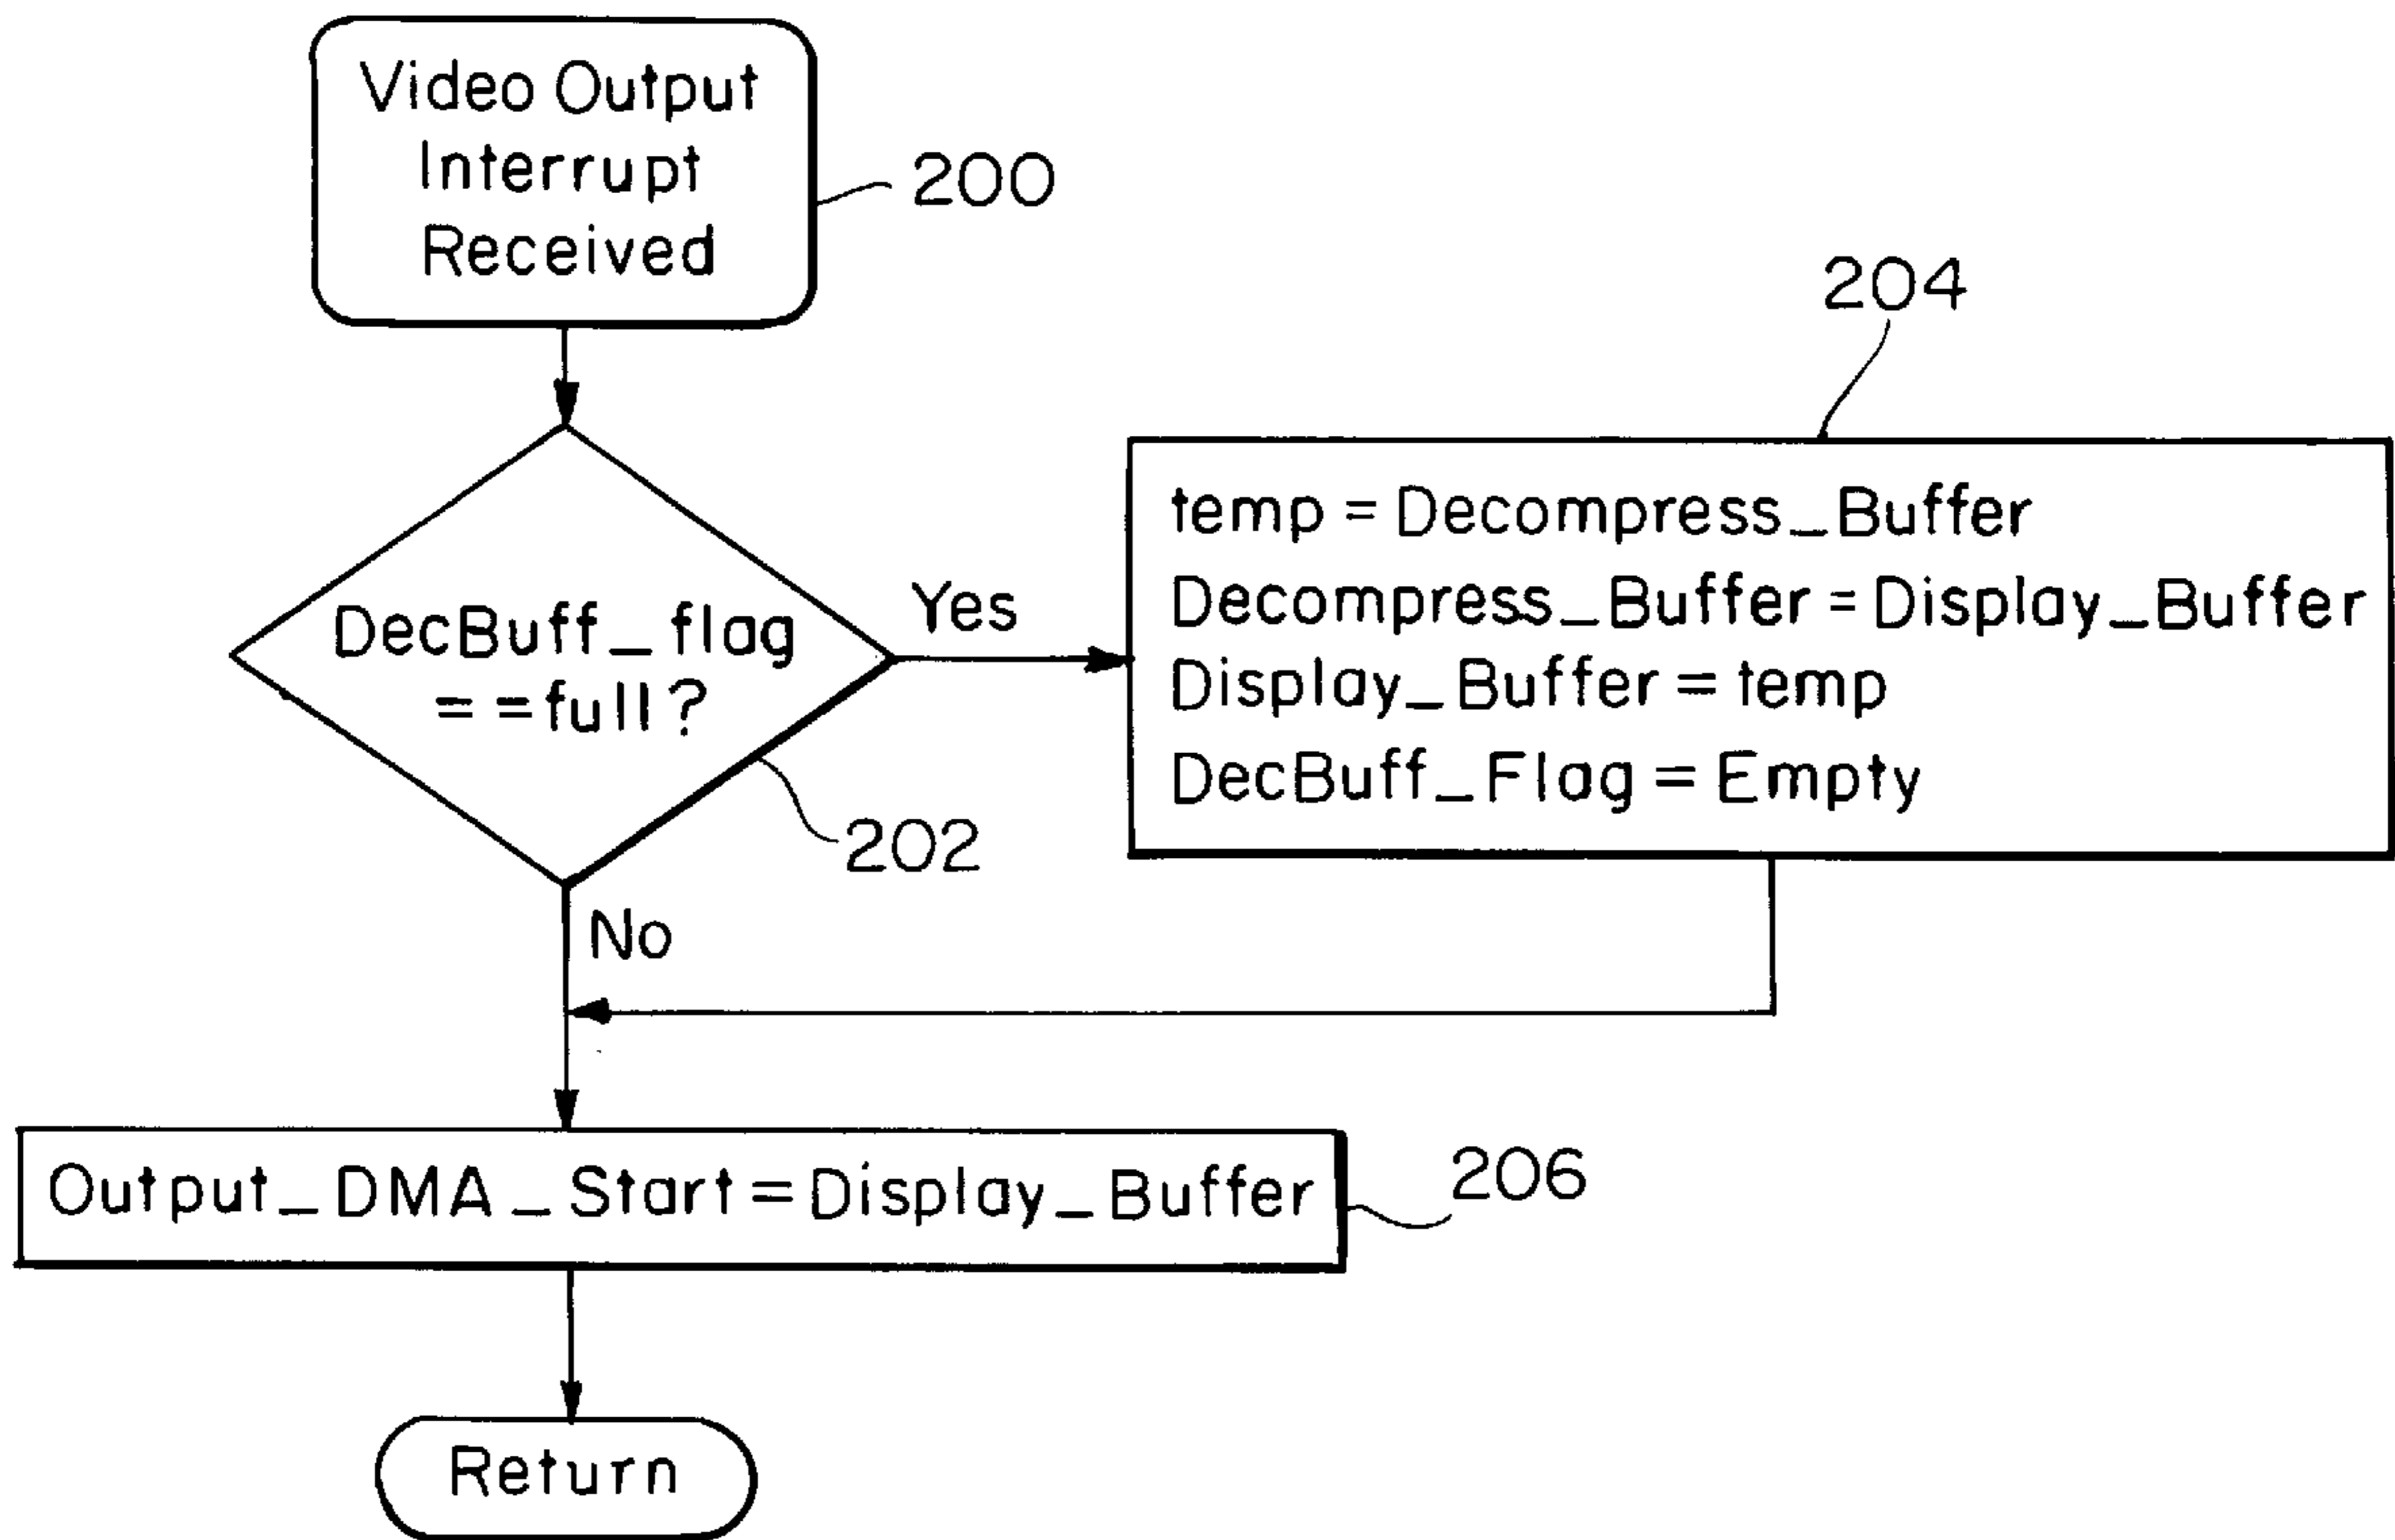 Video Output
Interrupt
Received
200
204
temp = Decompress_Buffer
Decompress_Buffer = Display_Buffer
Display_Buffer = temp
DecBuff_Flag = Empty
DecBuff_flag
==full?
Yes
202
No
Output_DMA_Start = Display_Buffer
206
Return